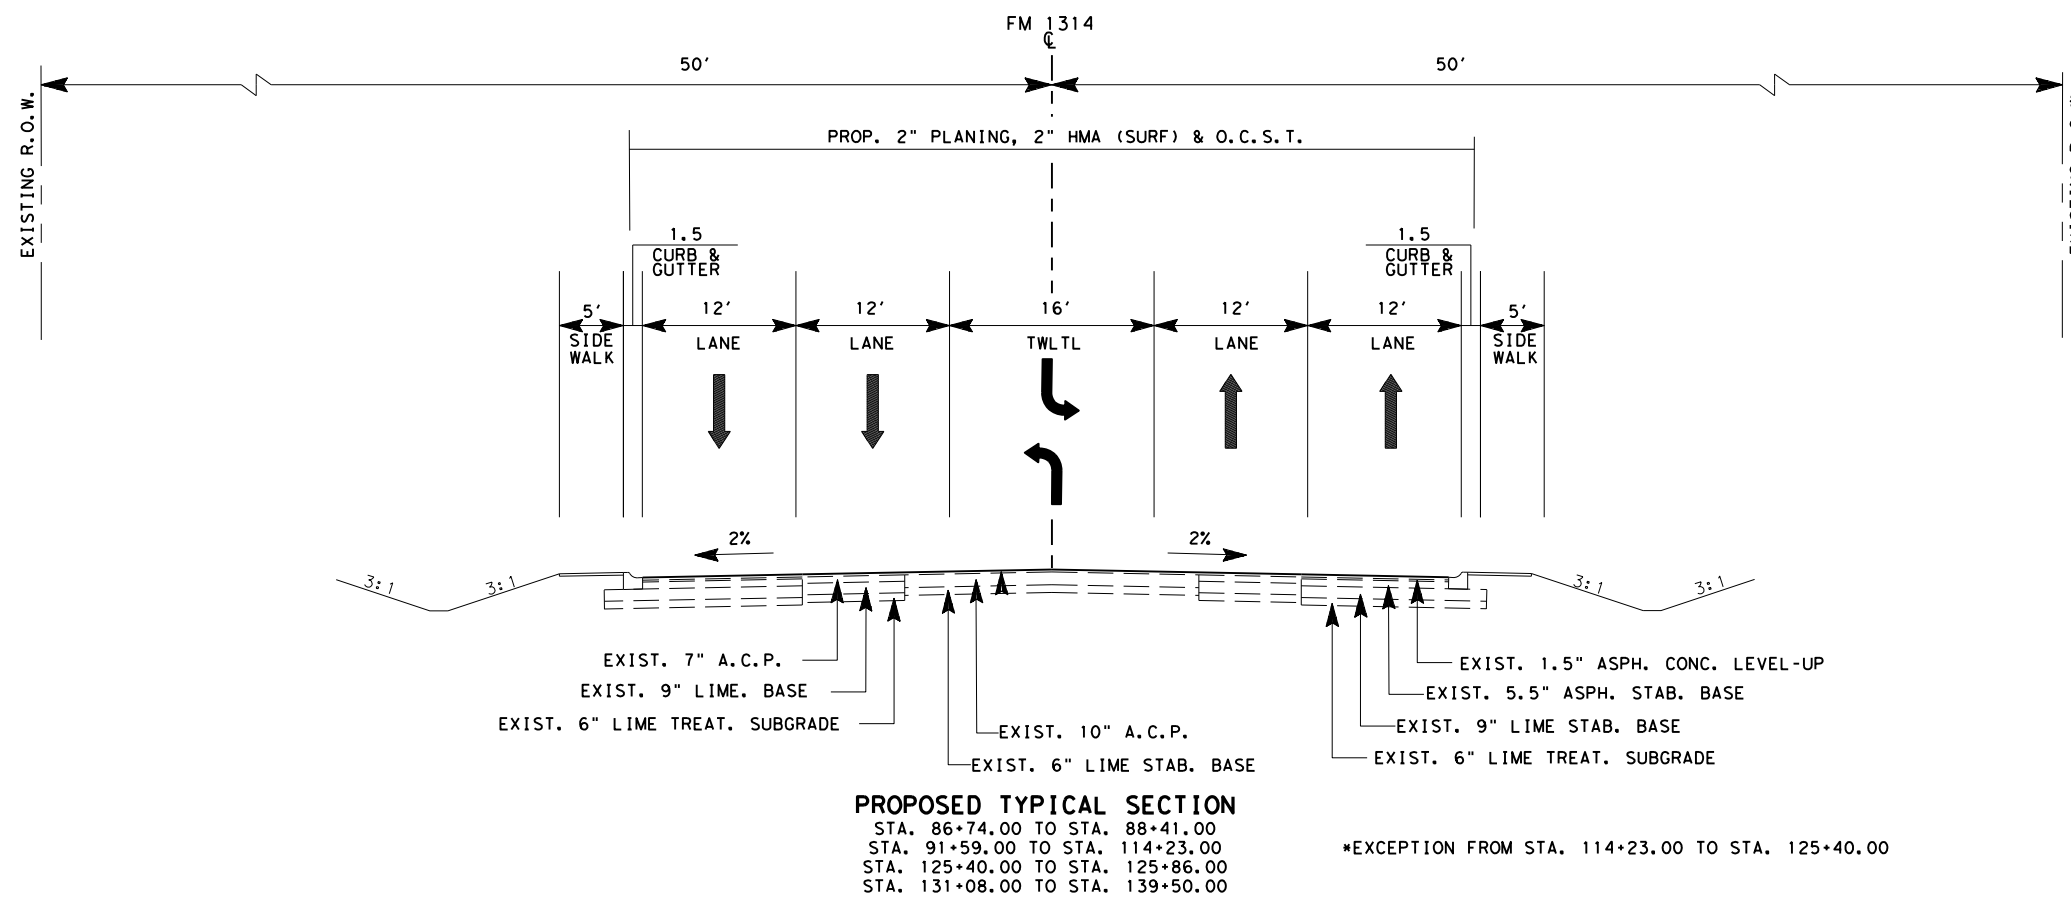 FM 1314
℄
50' 50'
EXISTING R.O.W.
PROP. 2" PLANING, 2" HMA (SURF) & O.C.S.T.
1.5
CURB &
GUTTER
1.5
CURB &
GUTTER
5' 12' 12' 16' 12' 12' 5'
SIDE
WALK
LANE LANE TWLTL LANE LANE
SIDE
WALK
2% 2%
3:1 3:1 3:1 3:1
EXIST. 7" A.C.P.
EXIST. 9" LIME. BASE
EXIST. 6" LIME TREAT. SUBGRADE
EXIST. 10" A.C.P.
EXIST. 6" LIME STAB. BASE
EXIST. 1.5" ASPH. CONC. LEVEL-UP
EXIST. 5.5" ASPH. STAB. BASE
EXIST. 9" LIME STAB. BASE
EXIST. 6" LIME TREAT. SUBGRADE
PROPOSED TYPICAL SECTION
STA. 86+74.00 TO STA. 88+41.00
STA. 91+59.00 TO STA. 114+23.00
STA. 125+40.00 TO STA. 125+86.00
STA. 131+08.00 TO STA. 139+50.00
*EXCEPTION FROM STA. 114+23.00 TO STA. 125+40.00